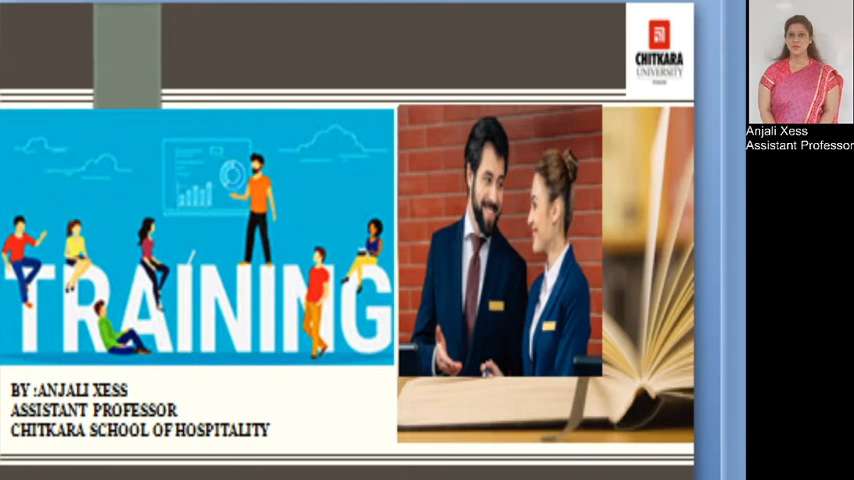 CHITKARA
UNIVERSITY
TRAINING
BY :ANJALI XESS
ASSISTANT PROFESSOR
CHITKARA SCHOOL OF HOSPITALITY
Anjali Xess
Assistant Professor